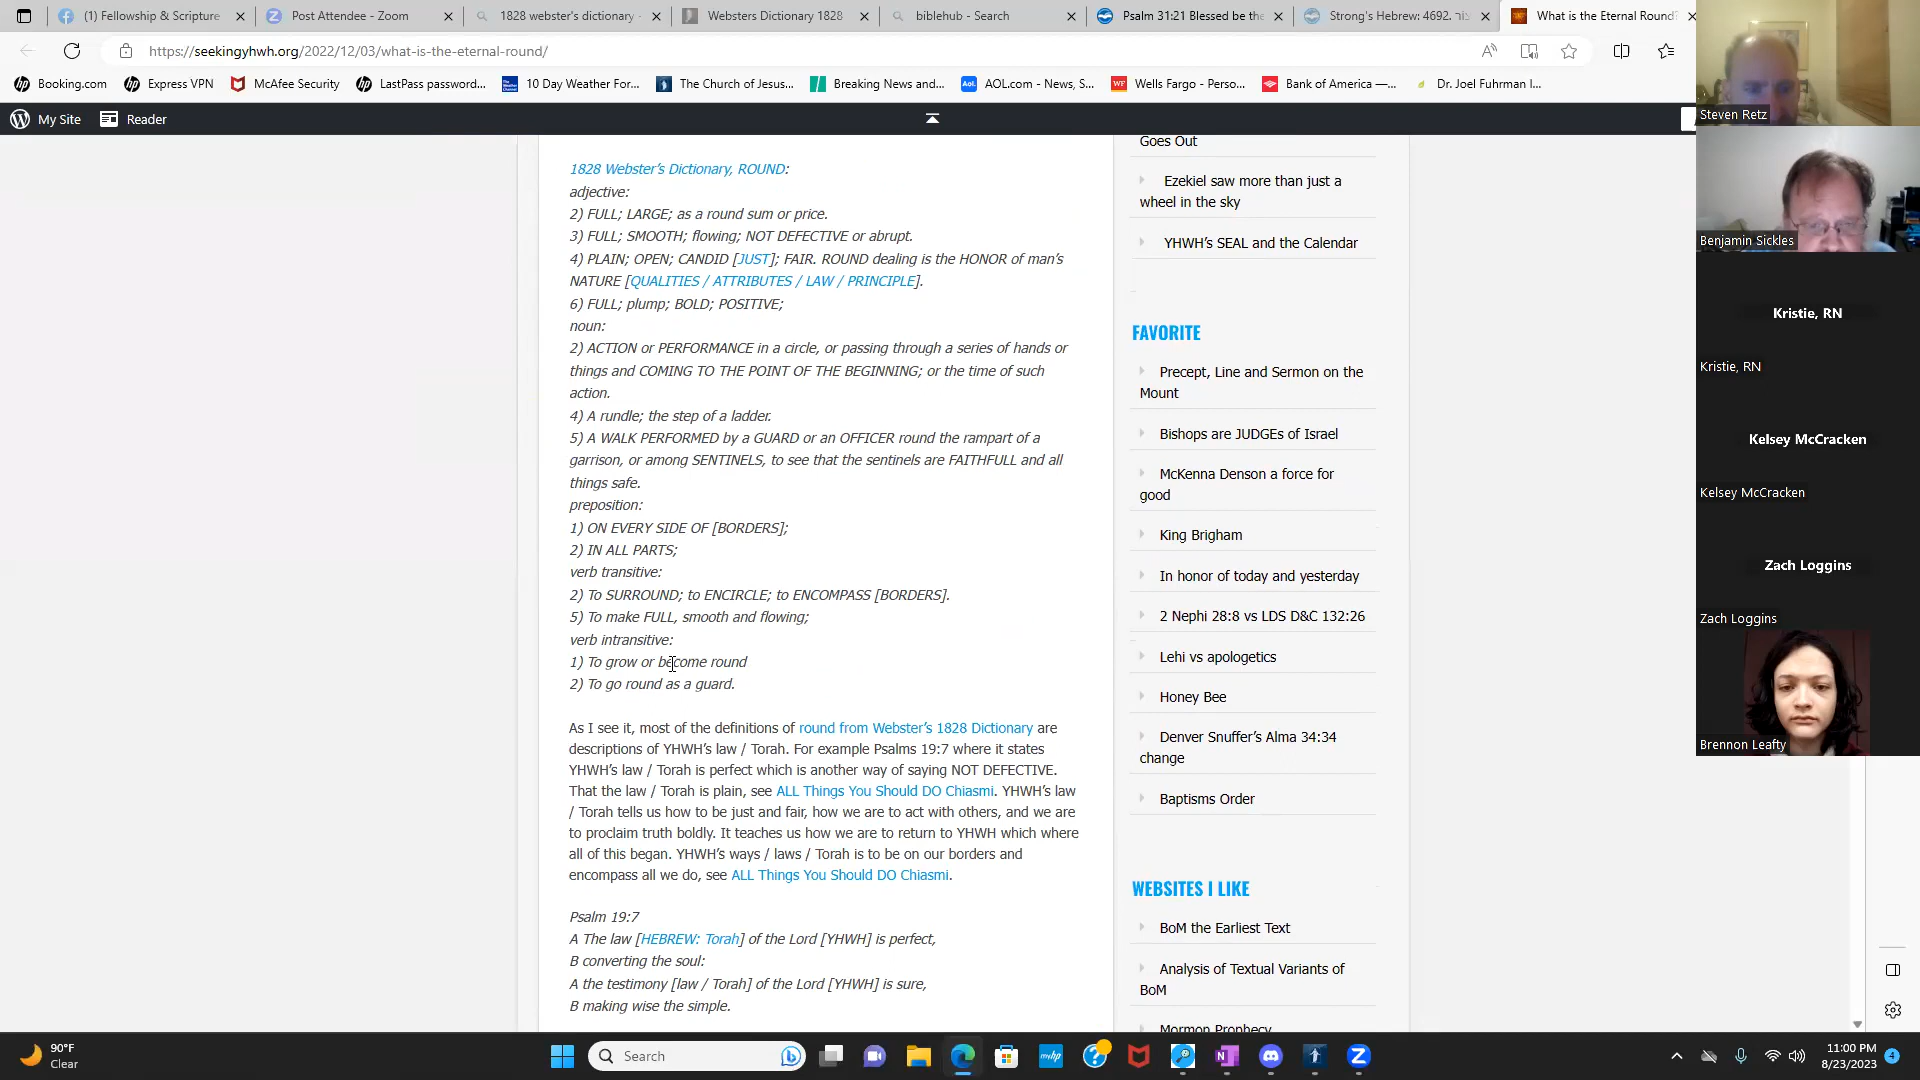 (1) Fellowship & Scripture
Post Attendee - Zoom
1828 webster's dictionary -
Websters Dictionary 1828
biblehub - Search
Psalm 31:21 Blessed be the
Strong's Hebrew: 4692.
What is the Eternal Round
https://seekingyhwh.org/2022/12/03/what-is-the-eternal-round/
Booking.com
Express VPN
McAfee Security
LastPass password...
10 Day Weather For...
The Church of Jesus...
Breaking News and...
AOL.com - News, S...
Wells Fargo - Perso...
Bank of America —...
Dr. Joel Fuhrman I...
My Site
Reader
1828 Webster's Dictionary, ROUND:
adjective:
2) FULL; LARGE; as a round sum or price.
3) FULL; SMOOTH; flowing; NOT DEFECTIVE or abrupt.
4) PLAIN; OPEN; CANDID [JUST]; FAIR. ROUND dealing is the HONOR of man's
NATURE [QUALITIES / ATTRIBUTES / LAW / PRINCIPLE].
6) FULL; plump; BOLD; POSITIVE;
noun:
2) ACTION or PERFORMANCE in a circle, or passing through a series of hands or
things and COMING TO THE POINT OF THE BEGINNING; or the time of such
action.
4) A rundle; the step of a ladder.
5) A WALK PERFORMED by a GUARD or an OFFICER round the rampart of a
garrison, or among SENTINELS, to see that the sentinels are FAITHFULL and all
things safe.
preposition:
1) ON EVERY SIDE OF [BORDERS];
2) IN ALL PARTS;
verb transitive:
2) To SURROUND; to ENCIRCLE; to ENCOMPASS [BORDERS].
5) To make FULL, smooth and flowing;
verb intransitive:
1) To grow or become round
2) To go round as a guard.
As I see it, most of the definitions of round from Webster's 1828 Dictionary are
descriptions of YHWH's law / Torah. For example Psalms 19:7 where it states
YHWH's law / Torah is perfect which is another way of saying NOT DEFECTIVE.
That the law / Torah is plain, see ALL Things You Should DO Chiasmi. YHWH's law
/ Torah tells us how to be just and fair, how we are to act with others, and we are
to proclaim truth boldly. It teaches us how we are to return to YHWH which where
all of this began. YHWH's ways / laws / Torah is to be on our borders and
encompass all we do, see ALL Things You Should DO Chiasmi.
Psalm 19:7
A The law [HEBREW: Torah] of the Lord [YHWH] is perfect,
B converting the soul:
A the testimony [law / Torah] of the Lord [YHWH] is sure,
B making wise the simple.
Goes Out
Ezekiel saw more than just a
wheel in the sky
YHWH's SEAL and the Calendar
FAVORITE
Precept, Line and Sermon on the
Mount
Bishops are JUDGEs of Israel
McKenna Denson a force for
good
King Brigham
In honor of today and yesterday
2 Nephi 28:8 vs LDS D&C 132:26
Lehi vs apologetics
Honey Bee
Denver Snuffer's Alma 34:34
change
Baptisms Order
WEBSITES I LIKE
BoM the Earliest Text
Analysis of Textual Variants of
BoM
Mormon Prophecy
Steven Retz
Benjamin Sickles
Kristie, RN
Kristie, RN
Kelsey McCracken
Kelsey McCracken
Zach Loggins
Zach Loggins
Brennon Leafty
90°F
Clear
Search
11:00 PM
8/23/2023
4